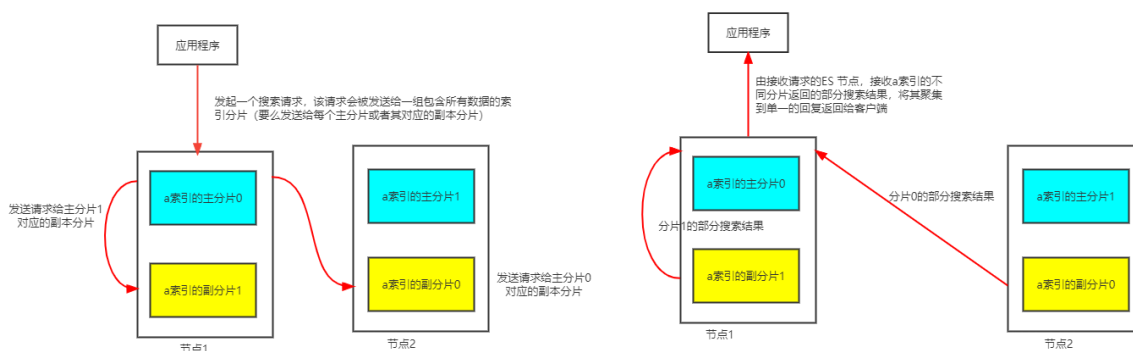 应用程序
发起一个搜素请求，该请求会被发送给一组包含所有数据的索
引分片（要么发送给每个主分片或者其对应的副本分片）
a索引的主分片0
a索引的主分片1
发送请求给主分片1
对应的副本分片
a索引的副分片1
a索引的副分片0
发送请求给主分片0
对应的副本分片
节点1
节点2
应用程序
由接收请求的ES 节点，接收a索引的不
同分片返回的部分搜索结果，将其聚集
到单一的回复返回给客户端
a索引的主分片0
a索引的主分片1
分片0的部分搜索结果
分片1的部分搜索结果
a索引的副分片1
a索引的副分片0
节点1
节点2